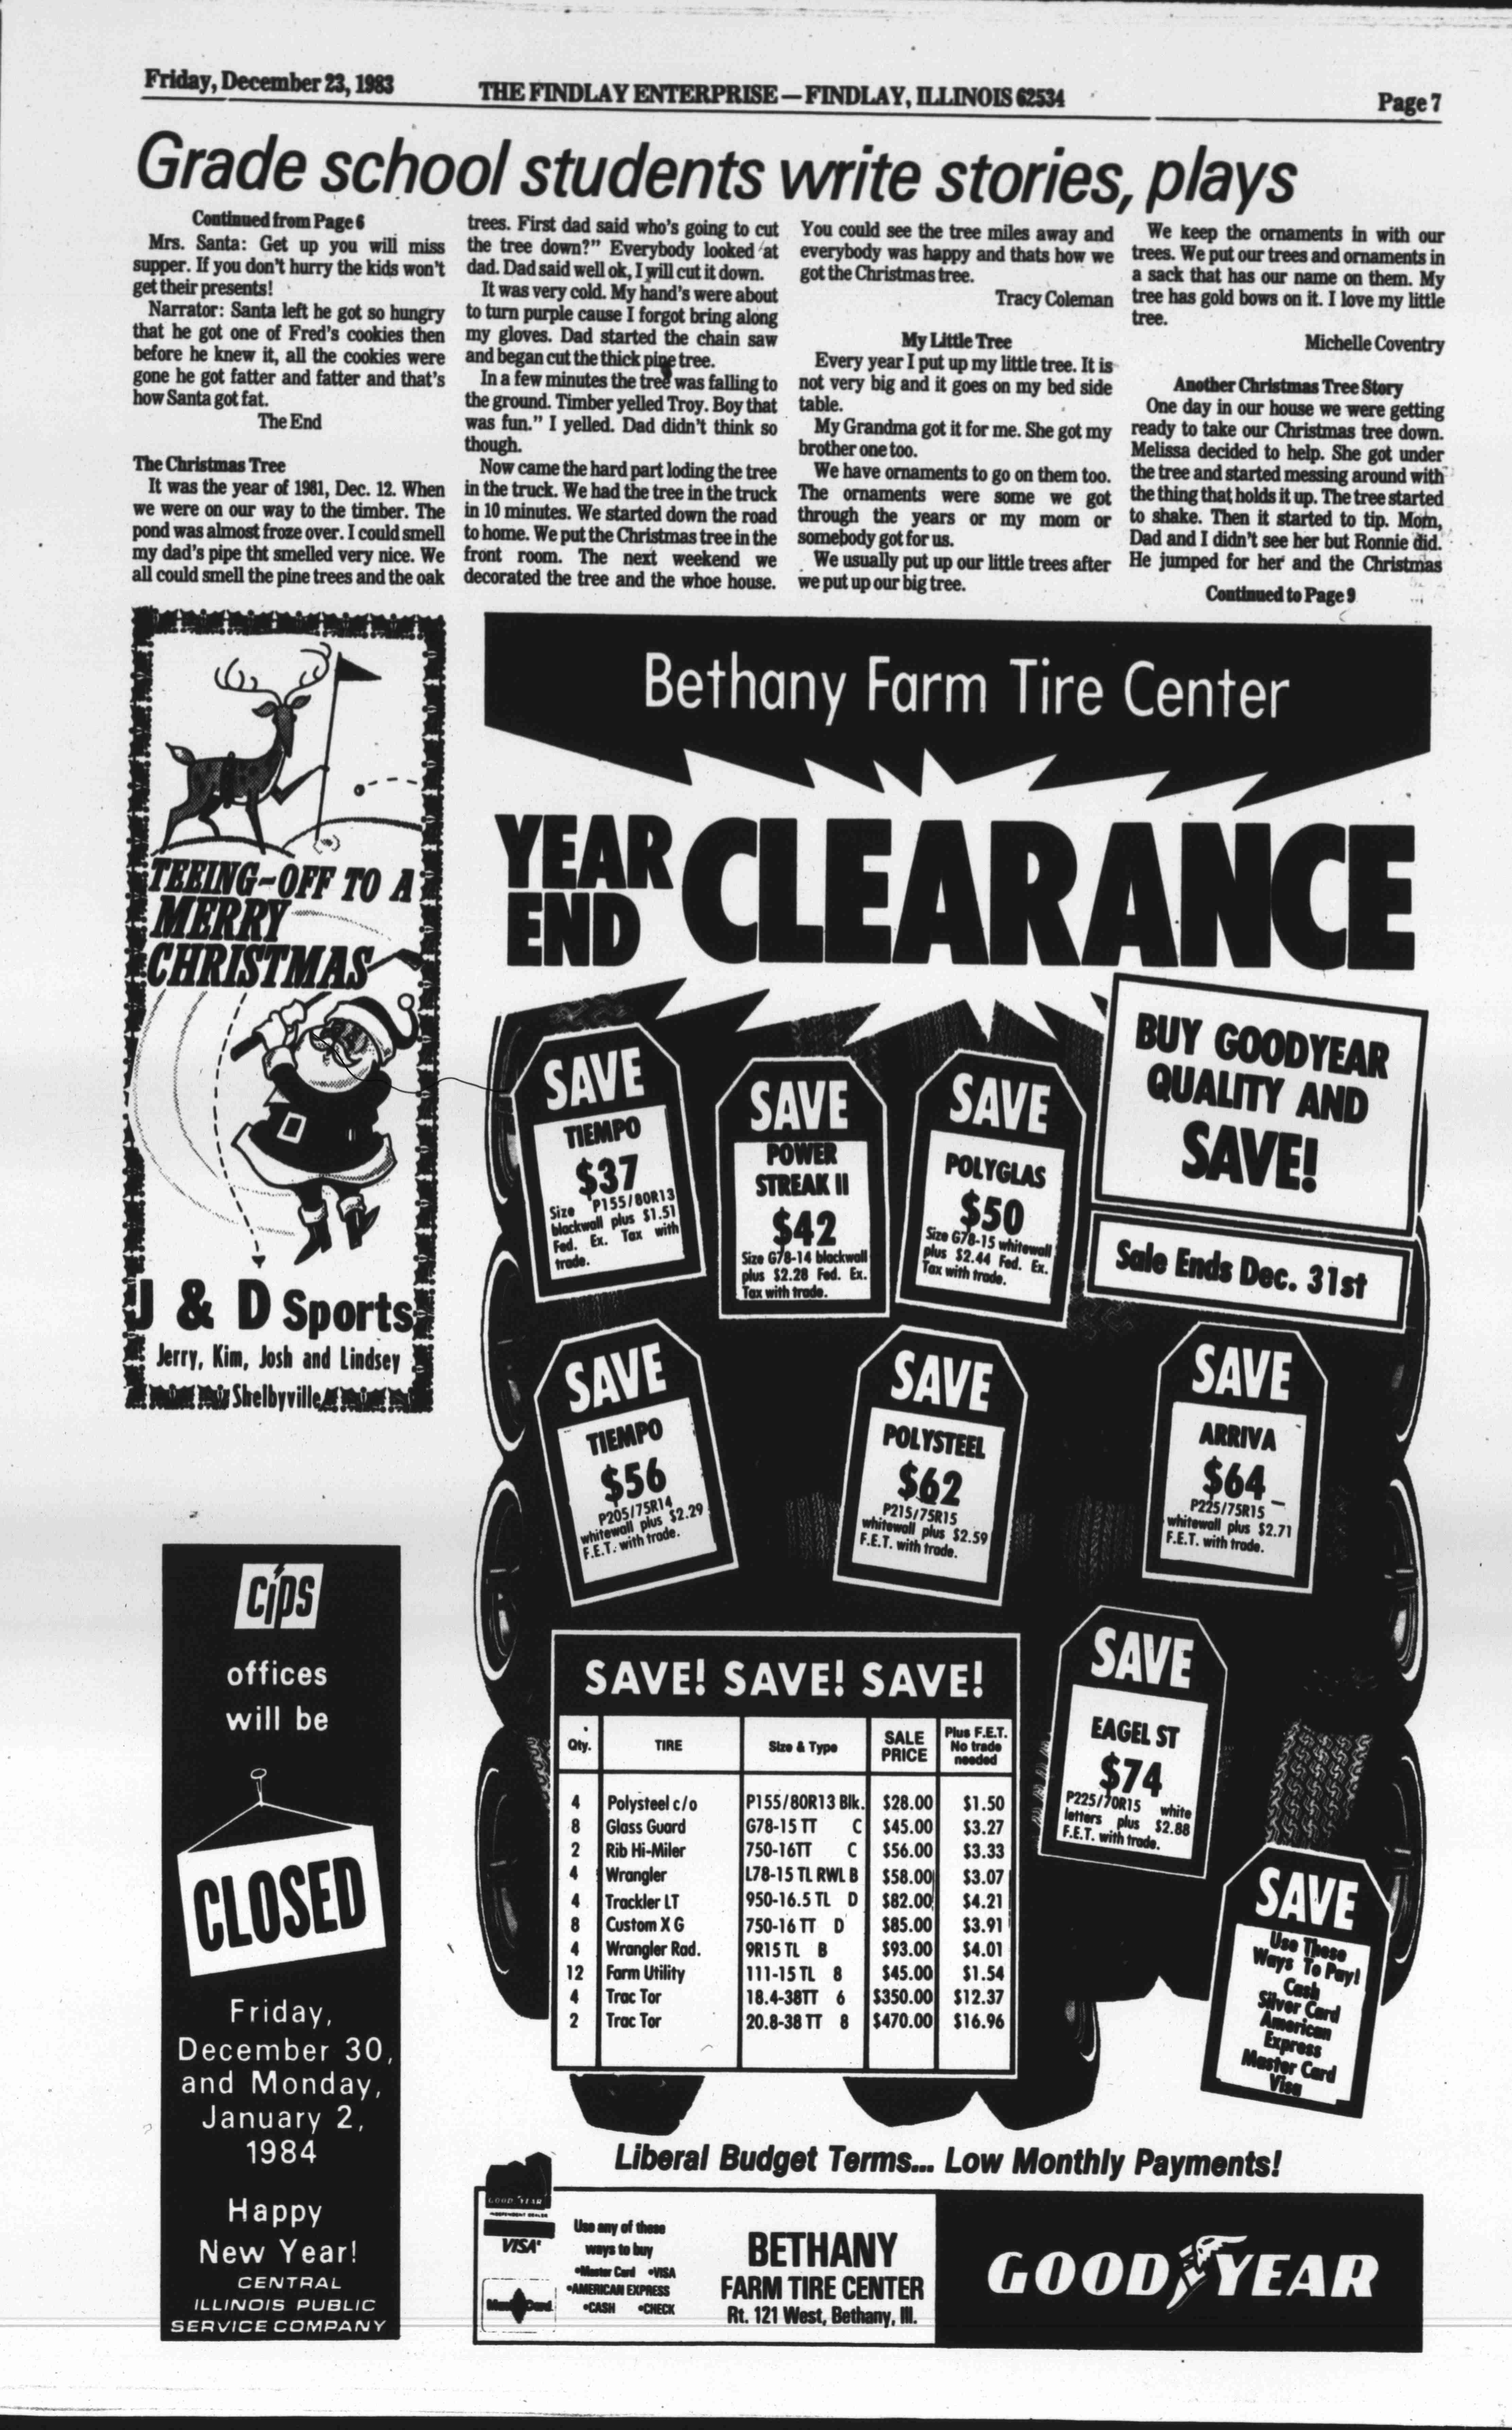 Friday, December 23, 1983
THE FINDLAY ENTERPRISE — FINDLAY, ILLINOIS 62534
Page 7
Grade school students write stories, plays
Continued from Page 6
Mrs. Santa: Get up you will miss
supper. If you don't hurry the kids won't
get their presents!
Narrator: Santa left he got so hungry
that he got one of Fred's cookies then
before he knew it, all the cookies were
gone he got fatter and fatter and that's
how Santa got fat.
The End
The Christmas Tree
It was the year of 1981, Dec. 12. When
we were on our way to the timber. The
pond was almost froze over. I could smell
my dad's pipe tht smelled very nice. We
all could smell the pine trees and the oak
trees. First dad said who's going to cut
the tree down?" Everybody looked at
dad. Dad said well ok, I will cut it down.
It was very cold. My hand's were about
to turn purple cause I forgot bring along
my gloves. Dad started the chain saw
and began cut the thick pine tree.
In a few minutes the tree was falling to
the ground. Timber yelled Troy. Boy that
was fun." I yelled. Dad didn't think so
though.
Now came the hard part loding the tree
in the truck. We had the tree in the truck
in 10 minutes. We started down the road
to home. We put the Christmas tree in the
front room. The next weekend we
decorated the tree and the whoe house.
You could see the tree miles away and
everybody was happy and thats how we
got the Christmas tree.
Tracy Coleman
My Little Tree
Every year I put up my little tree. It is
not very big and it goes on my bed side
table.
My Grandma got it for me. She got my
brother one too.
We have ornaments to go on them too.
The ornaments were some we got
through the years or my mom or
somebody got for us.
We usually put up our little trees after
we put up our big tree.
We keep the ornaments in with our
trees. We put our trees and ornaments in
a sack that has our name on them. My
tree has gold bows on it. I love my little
tree.
Michelle Coventry
Another Christmas Tree Story
One day in our house we were getting
ready to take our Christmas tree down.
Melissa decided to help. She got under
the tree and started messing around with
the thing that holds it up. The tree started
to shake. Then it started to tip. Mom,
Dad and I didn't see her but Ronnie did.
He jumped for her and the Christmas
Continued to Page 9
TEEING-OFF TO A
MERRY
CHRISTMAS
J & D Sports
Jerry, Kim, Josh and Lindsey
Shelbyville
cips
offices
will be
CLOSED
Friday,
December 30,
and Monday,
January 2,
1984
Happy
New Year!
CENTRAL
ILLINOIS PUBLIC
SERVICE COMPANY
Bethany Farm Tire Center
YEAR END CLEARANCE
BUY GOODYEAR
QUALITY AND
SAVE!
Sale Ends Dec. 31st
SAVE
TIEMPO
$37
Size P155/80R13
blackwall plus $1.51
Fed. Ex. Tax with
trade.
SAVE
POWER
STREAK II
$42
Size G78-14 blackwall
plus $2.28 Fed. Ex.
Tax with trade.
SAVE
POLYGLAS
$50
Size G78-15 whitewall
plus $2.44 Fed. Ex.
Tax with trade.
SAVE
TIEMPO
$56
P205/75R14
whitewall plus $2.29
F.E.T. with trade.
SAVE
POLYSTEEL
$62
P215/75R15
whitewall plus $2.59
F.E.T. with trade.
SAVE
ARRIVA
$64
P225/75R15
whitewall plus $2.71
F.E.T. with trade.
SAVE
EAGEL ST
$74
P225/70R15 white
letters plus $2.88
F.E.T. with trade.
SAVE! SAVE! SAVE!
Qty. TIRE Size & Type SALE PRICE Plus F.E.T. No trade needed
4 Polysteel c/o P155/80R13 Blk. $28.00 $1.50
8 Glass Guard G78-15 TT C $45.00 $3.27
2 Rib Hi-Miler 750-16TT C $56.00 $3.33
4 Wrangler L78-15 TL RWL B $58.00 $3.07
4 Trackler LT 950-16.5 TL D $82.00 $4.21
8 Custom X G 750-16 TT D $85.00 $3.91
4 Wrangler Rad. 9R15 TL B $93.00 $4.01
12 Farm Utility 111-15 TL 8 $45.00 $1.54
4 Trac Tor 18.4-38TT 6 $350.00 $12.37
2 Trac Tor 20.8-38 TT 8 $470.00 $16.96
SAVE
Use These
Ways To Pay!
Cash
Silver Card
American
Express
Master Card
Visa
Liberal Budget Terms... Low Monthly Payments!
GOOD YEAR
INDEPENDENT DEALER
VISA
Use any of these
ways to buy
•Master Card •VISA
•AMERICAN EXPRESS
•CASH •CHECK
BETHANY
FARM TIRE CENTER
Rt. 121 West, Bethany, Ill.
GOODYEAR